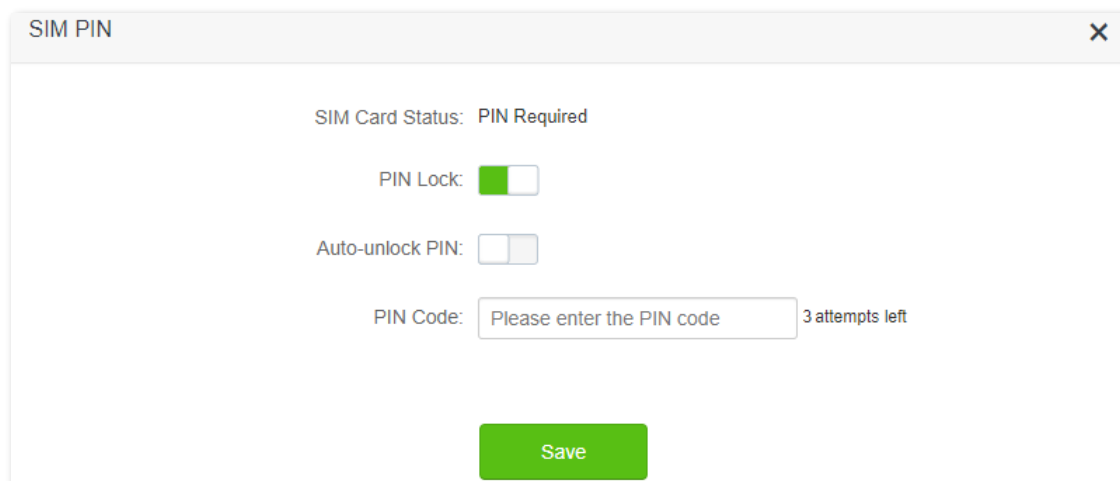 SIM PIN
SIM Card Status: PIN Required
PIN Lock:
Auto-unlock PIN:
PIN Code: Please enter the PIN code 3 attempts left
Save